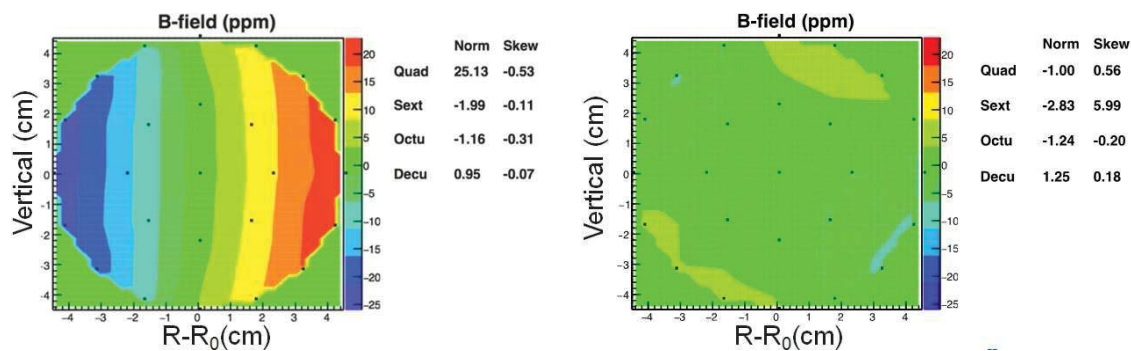 B-field (ppm)
Norm Skew
Quad 25.13 -0.53
Sext -1.99 -0.11
Octu -1.16 -0.31
Decu 0.95 -0.07
20
15
10
5
0
-5
-10
-15
-20
-25
4
3
2
1
0
-1
-2
-3
-4
Vertical (cm)
-4 -3 -2 -1 0 1 2 3 4
R-R0(cm)
B-field (ppm)
Norm Skew
Quad -1.00 0.56
Sext -2.83 5.99
Octu -1.24 -0.20
Decu 1.25 0.18
20
15
10
5
0
-5
-10
-15
-20
-25
4
3
2
1
0
-1
-2
-3
-4
Vertical (cm)
-4 -3 -2 -1 0 1 2 3 4
R-R0(cm)